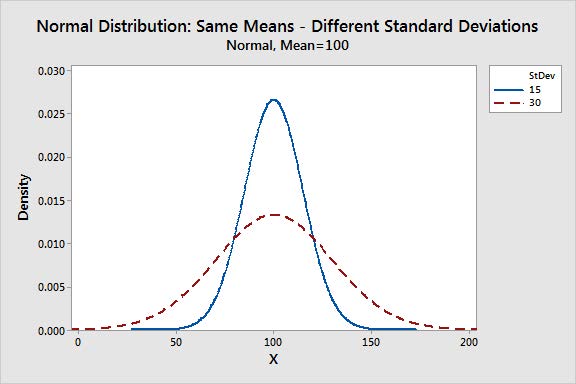 Normal Distribution: Same Means - Different Standard Deviations
Normal, Mean=100
0.030
0.025
0.020
0.015
0.010
0.005
0.000
Density
0
50
100
150
200
X
StDev
15
30